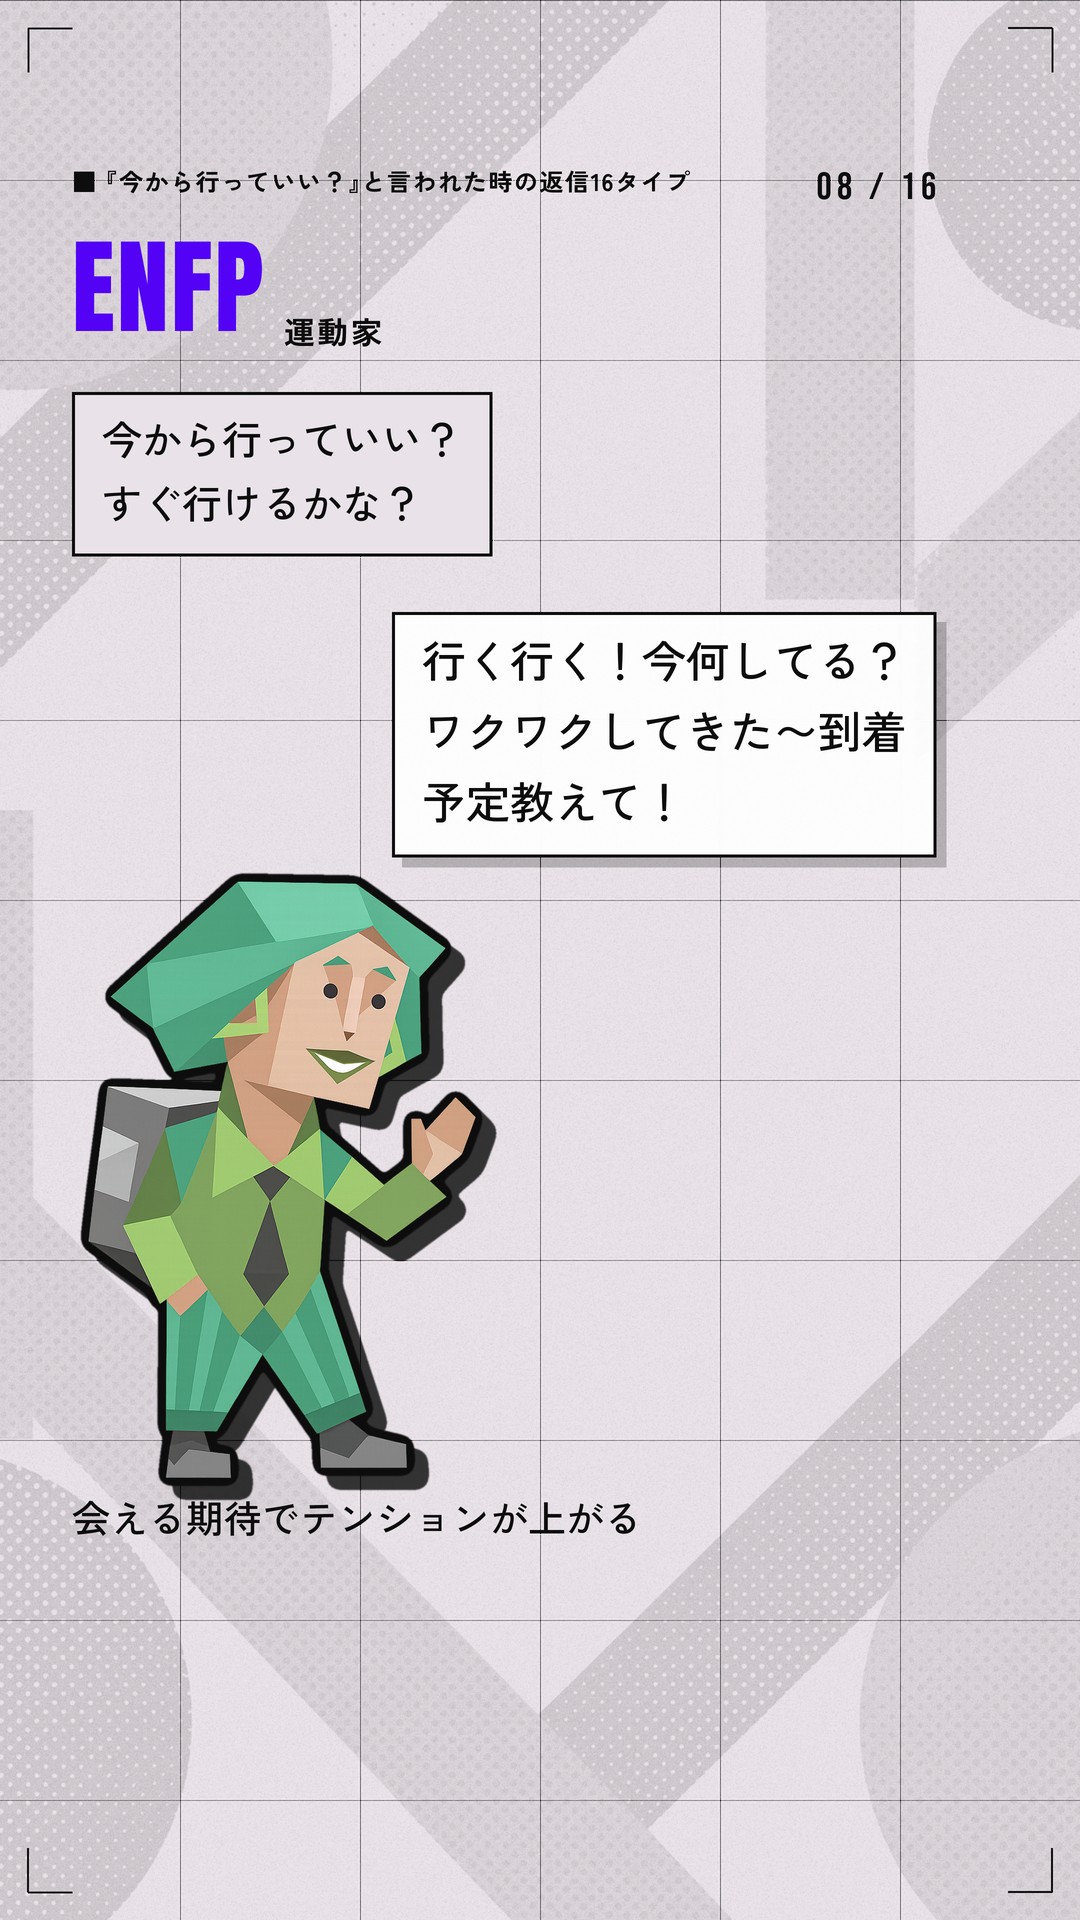 ■『今から行っていい？』と言われた時の返信16タイプ
08 / 16
ENFP
運動家
今から行っていい？
すぐ行けるかな？
行く行く！今何してる？
ワクワクしてきた〜到着
予定教えて！
会える期待でテンションが上がる